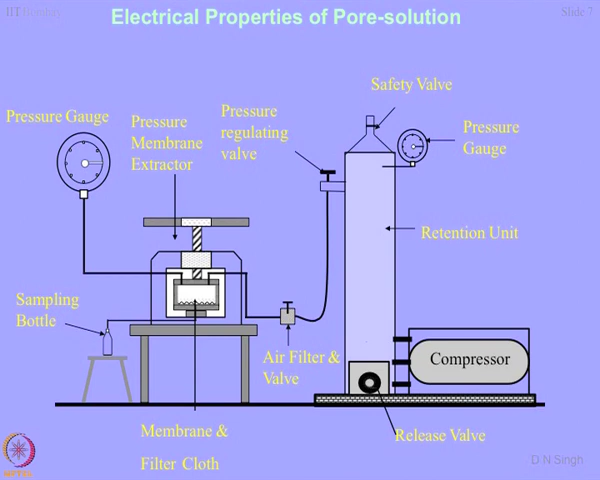 IIT Bombay
Electrical Properties of Pore-solution
Slide 7
Safety Valve
Pressure Gauge
Pressure
Membrane
Extractor
Pressure
regulating
valve
Pressure
Gauge
Retention Unit
Sampling
Bottle
Air Filter &
Valve
Compressor
Membrane &
Filter Cloth
Release Valve
NPTEL
D N Singh